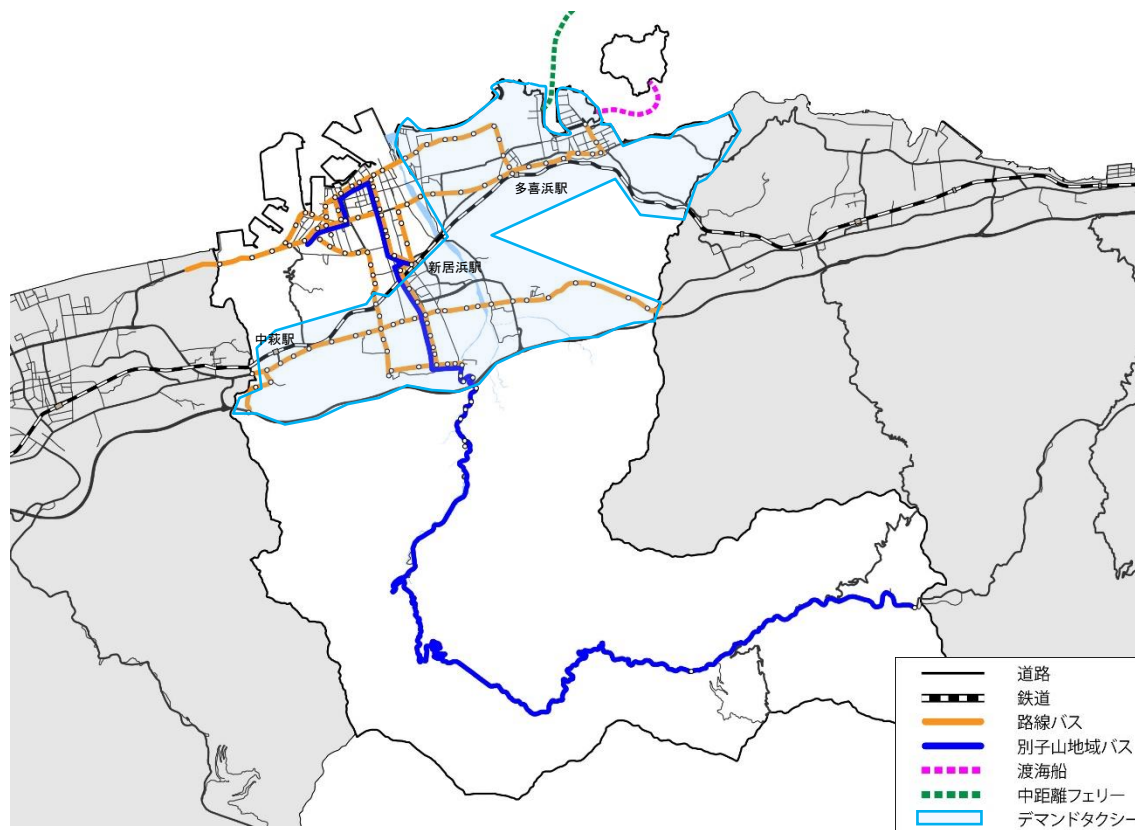 多喜浜駅
新居浜駅
中萩駅
道路
鉄道
路線バス
別子山地域バス
渡海船
中距離フェリー
デマンドタクシー